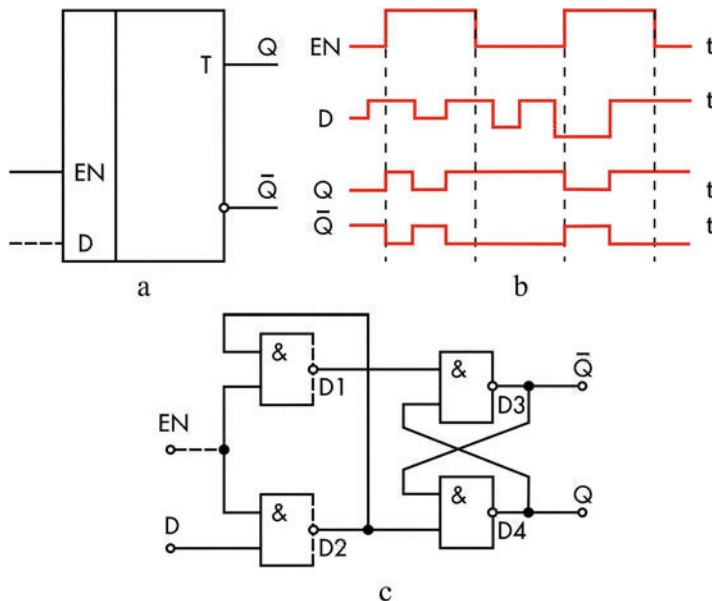 T Q
EN
Q̄
D
a
EN t
D t
Q t
Q̄ t
b
& D1
& D3 Q̄
EN
& D2
D
& D4 Q
c